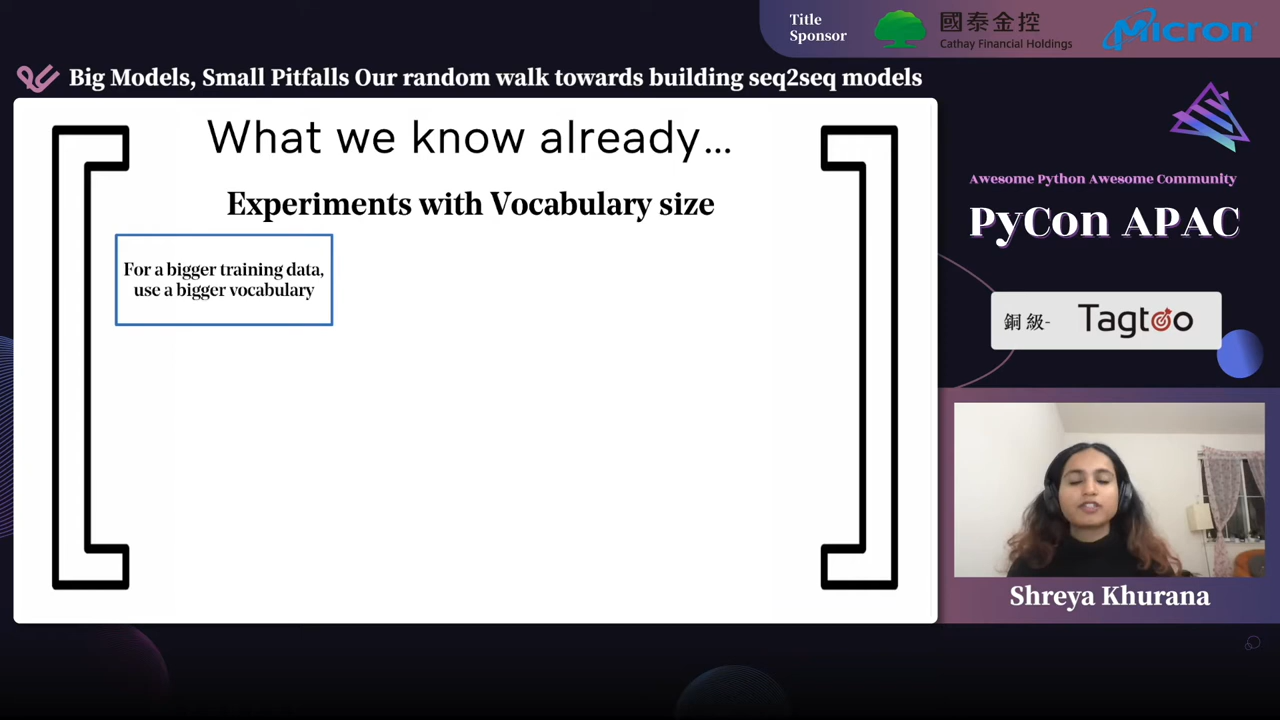 Title
Sponsor
國泰金控
Cathay Financial Holdings
Micron
Big Models, Small Pitfalls Our random walk towards building seq2seq models
What we know already...
Experiments with Vocabulary size
For a bigger training data,
use a bigger vocabulary
Awesome Python Awesome Community
PyCon APAC
銅級-
Tagtoo
Shreya Khurana